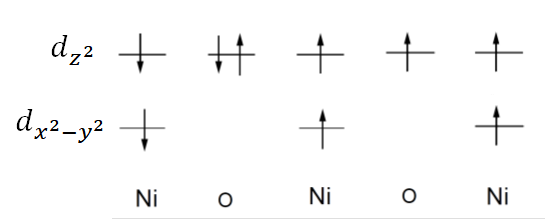 d_{z^2}
d_{x^2-y^2}
Ni O Ni O Ni